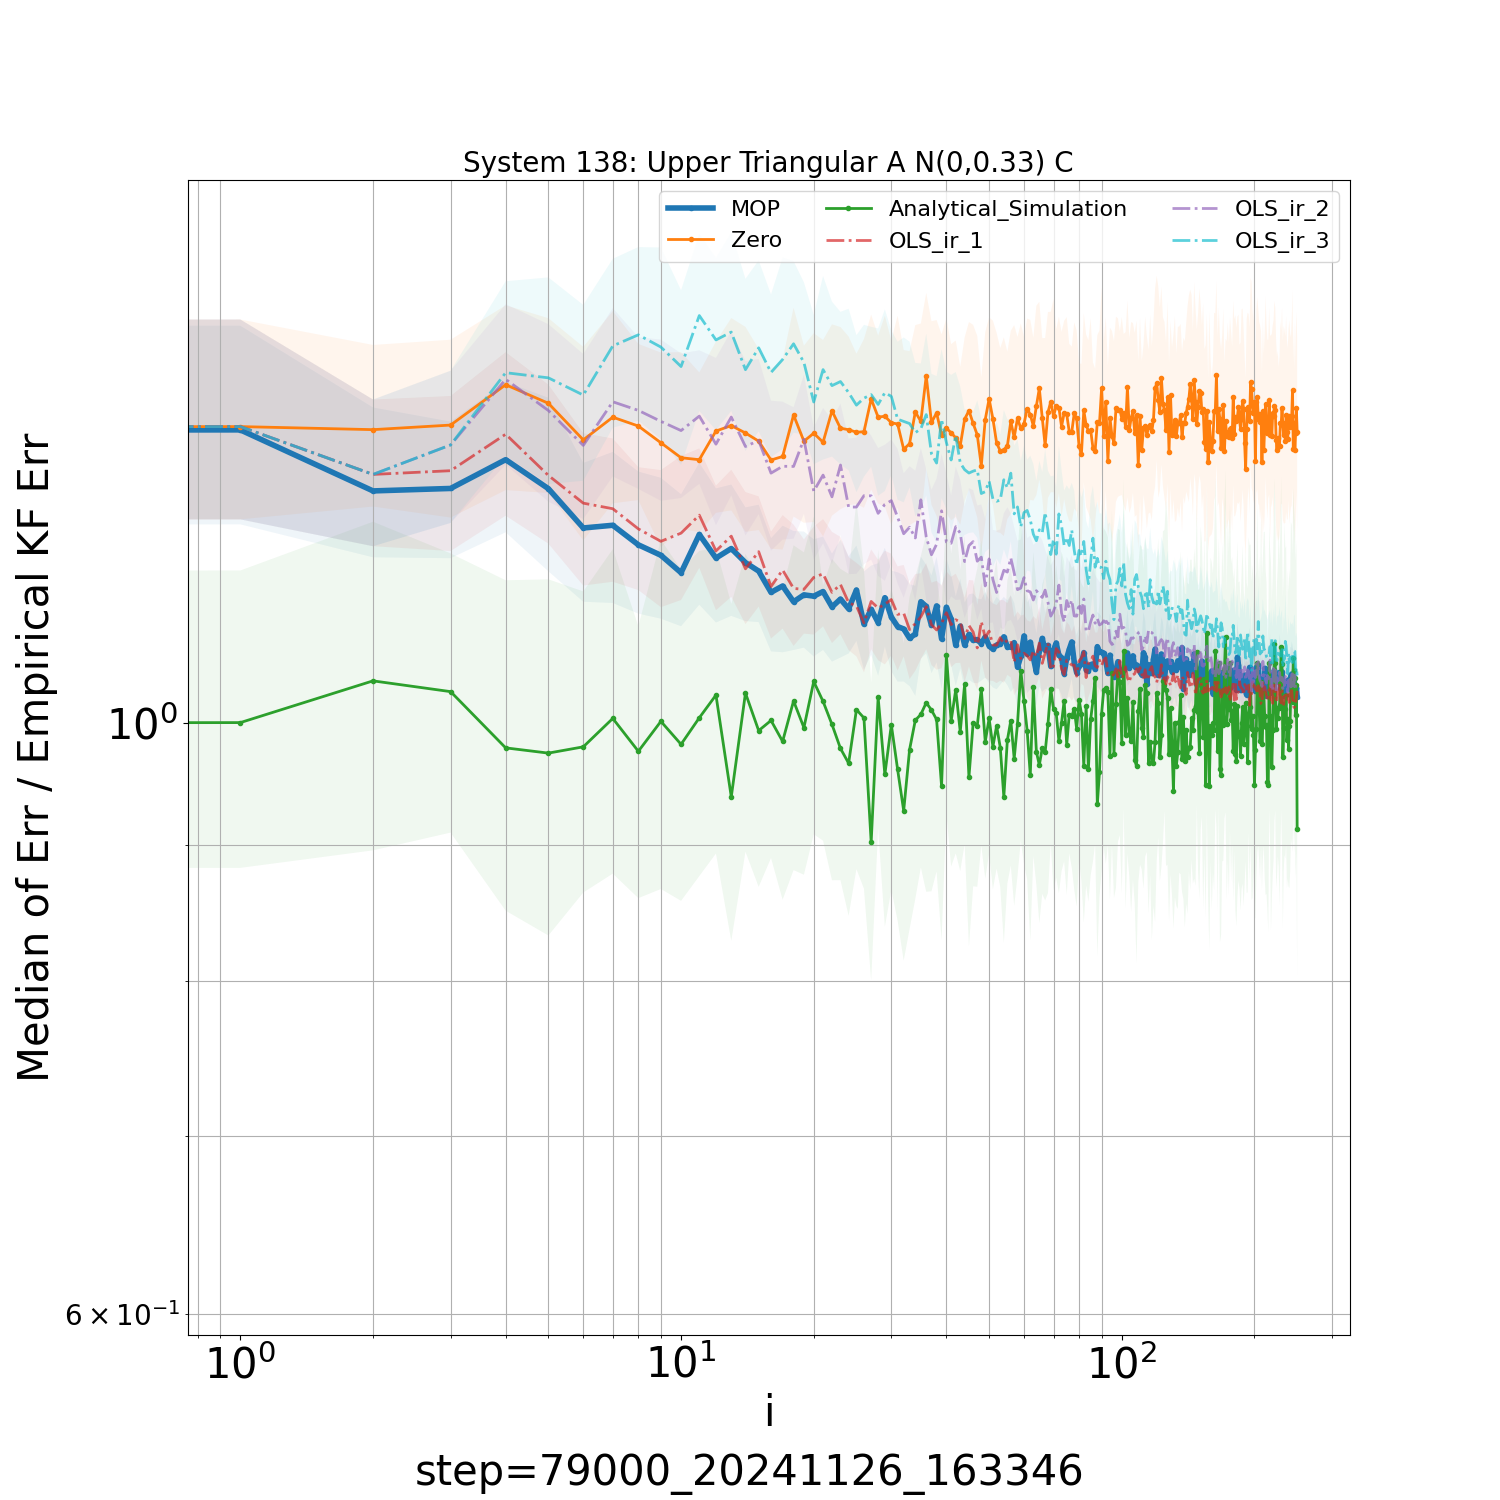 System 138: Upper Triangular A N(0,0.33) C
MOP
Zero
Analytical_Simulation
OLS_ir_1
OLS_ir_2
OLS_ir_3
Median of Err / Empirical KF Err
10⁰
6 × 10⁻¹
10⁰
10¹
10²
i
step=79000_20241126_163346